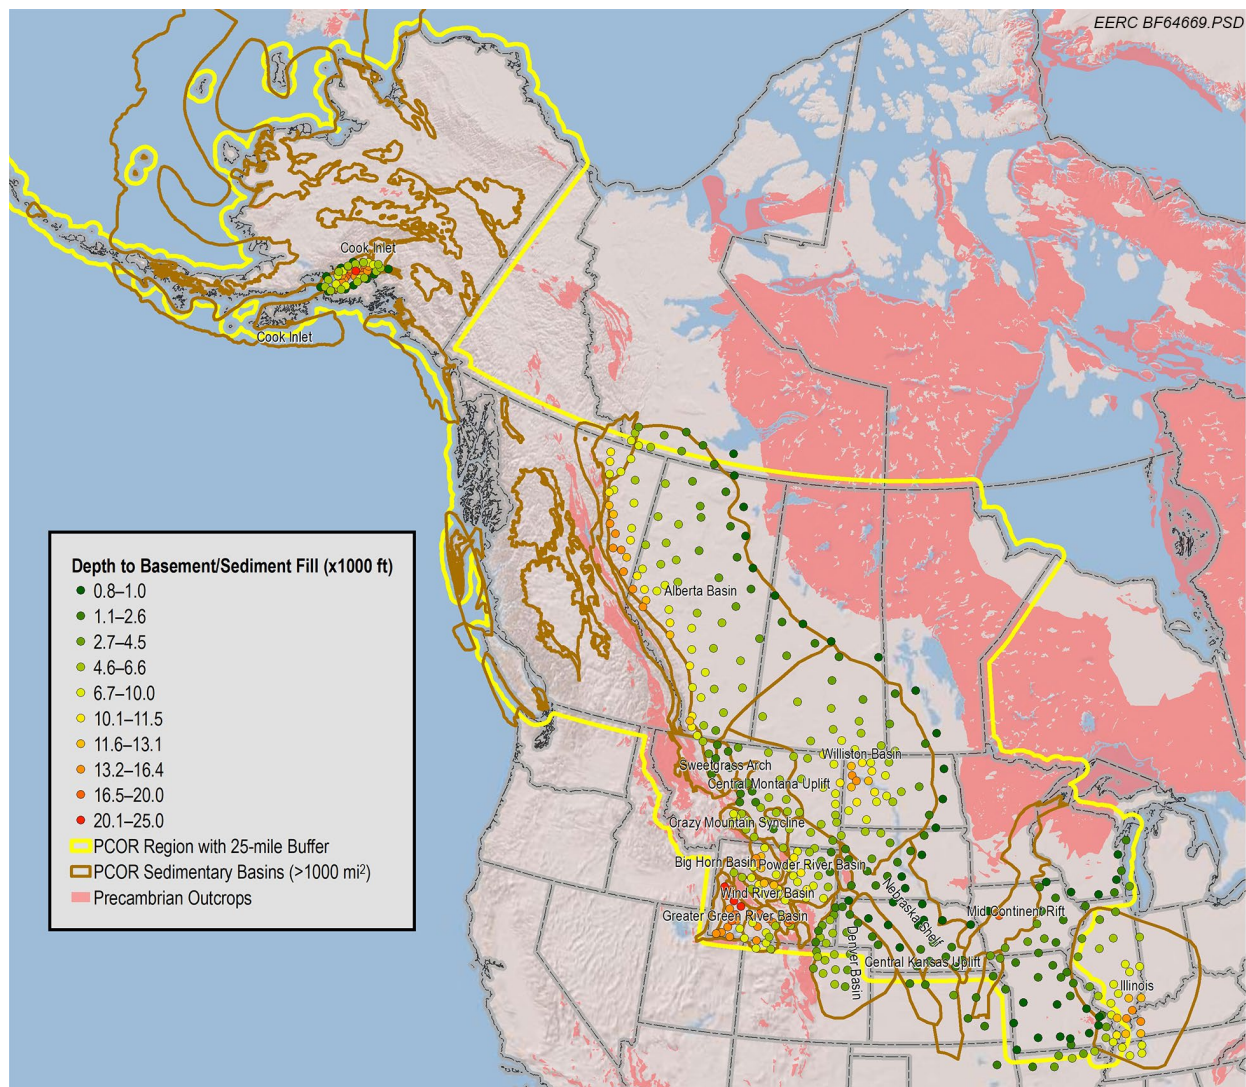 EERC BF64669.PSD
Cook Inlet
Cook Inlet
Alberta Basin
Williston Basin
Sweetgrass Arch
Central Montana Uplift
Crazy Mountain Syncline
Big Horn Basin
Powder River Basin
Wind River Basin
Greater Green River Basin
Nebraska Shelf
Mid Continent Rift
Denver Basin
Central Kansas Uplift
Illinois
Depth to Basement/Sediment Fill (x1000 ft)
0.8–1.0
1.1–2.6
2.7–4.5
4.6–6.6
6.7–10.0
10.1–11.5
11.6–13.1
13.2–16.4
16.5–20.0
20.1–25.0
PCOR Region with 25-mile Buffer
PCOR Sedimentary Basins (>1000 mi²)
Precambrian Outcrops